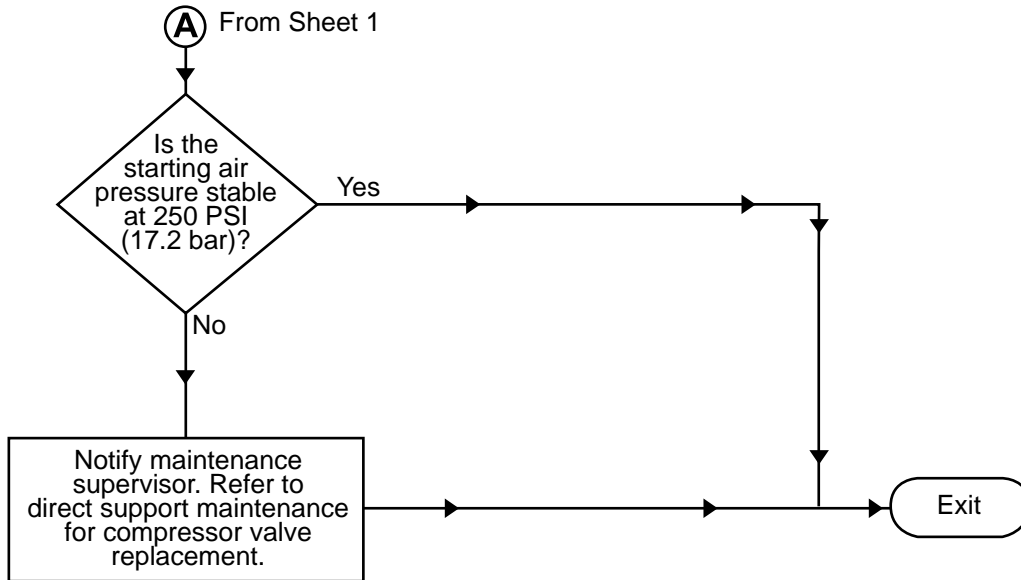 A From Sheet 1
Is the
starting air
pressure stable
at 250 PSI
(17.2 bar)?
Yes
No
Notify maintenance
supervisor. Refer to
direct support maintenance
for compressor valve
replacement.
Exit